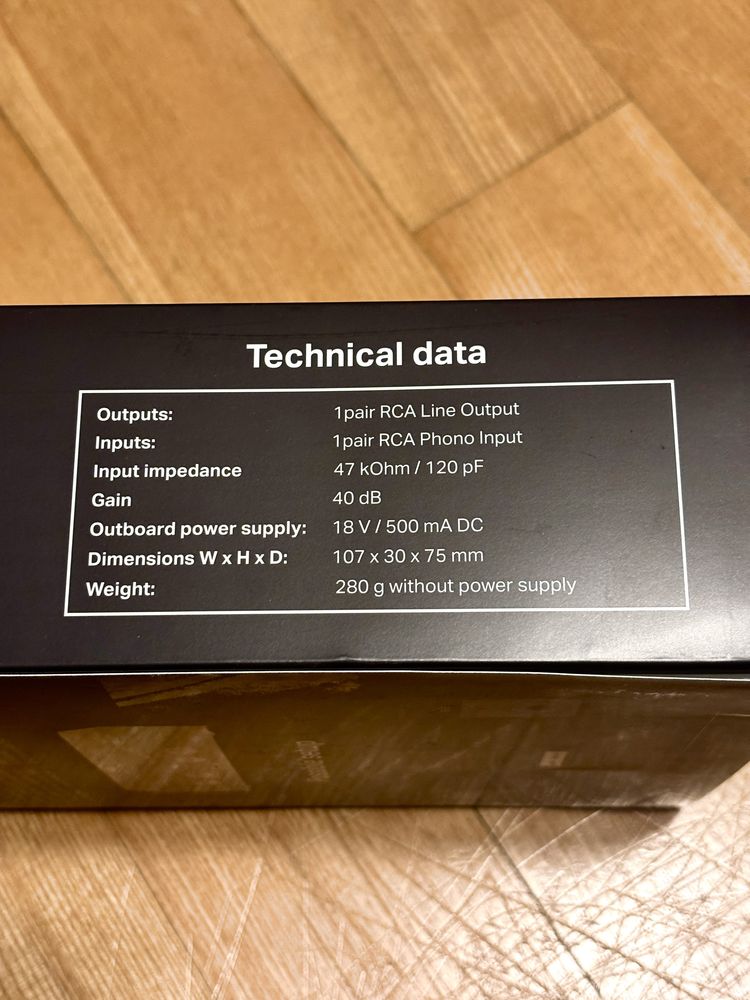 Technical data
Outputs: 1pair RCA Line Output
Inputs: 1pair RCA Phono Input
Input impedance 47 kOhm / 120 pF
Gain 40 dB
Outboard power supply: 18 V / 500 mA DC
Dimensions W x H x D: 107 x 30 x 75 mm
Weight: 280 g without power supply